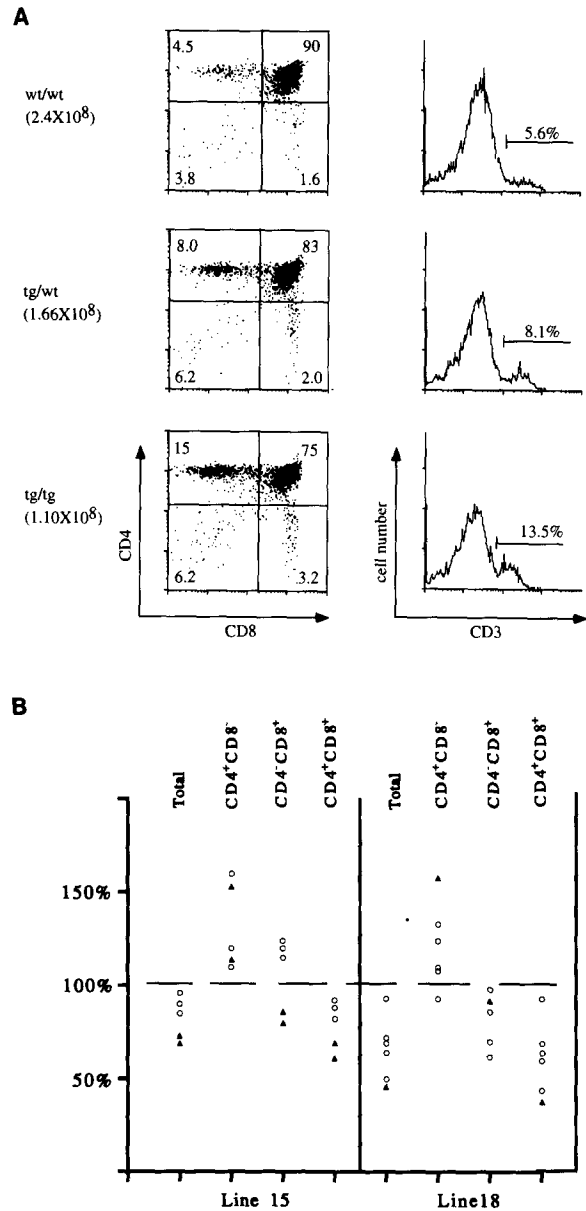 A
4.5
90
wt/wt
(2.4X10⁸)
3.8
1.6
5.6%
8.0
83
tg/wt
(1.66X10⁸)
6.2
2.0
8.1%
15
75
tg/tg
(1.10X10⁸)
6.2
3.2
13.5%
CD4
CD8
cell number
CD3
B
Total
CD4⁺CD8⁻
CD4⁻CD8⁺
CD4⁺CD8⁺
Total
CD4⁺CD8⁻
CD4⁻CD8⁺
CD4⁺CD8⁺
150%
100%
50%
Line 15
Line18